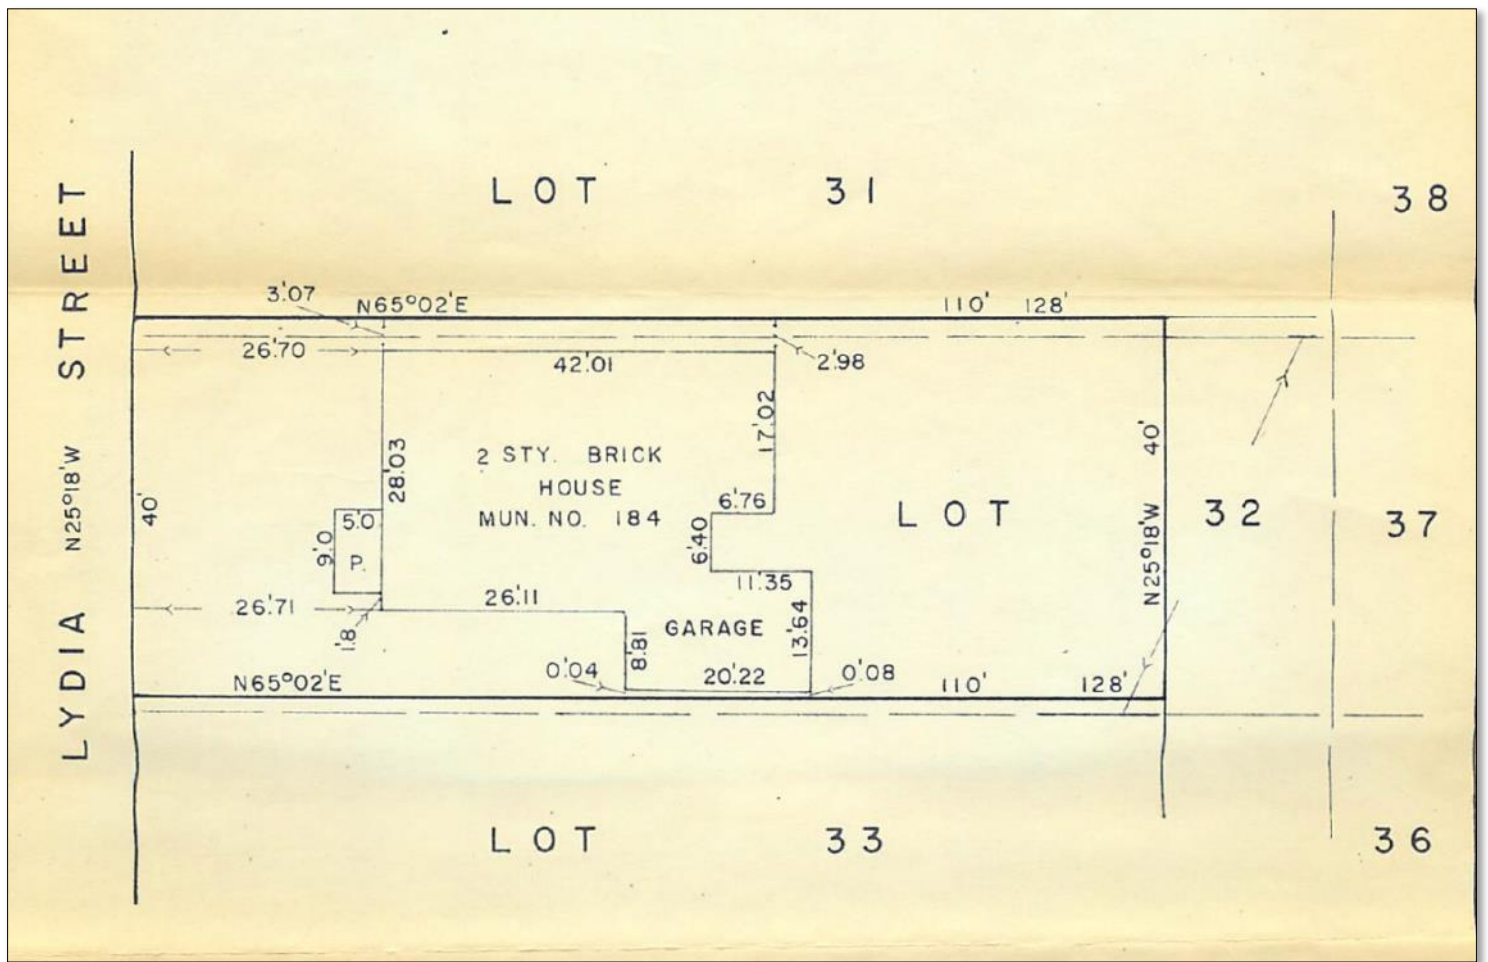 LOT 31
38
LYDIA STREET
N25°18'W
3'.07
N65°02'E
110' 128'
26'.70
42'.01
2'.98
17'.02
28'.03
2 STY. BRICK
HOUSE
MUN. NO. 184
40'
40'
N25°18'W
6'.76
LOT 32
37
5'.0
9'.0
P.
6'.40
11'.35
26'.71
26'.11
1'.8
GARAGE
13'.64
8'.81
N65°02'E
0'.04
20'.22
0'.08
110' 128'
LOT 33
36